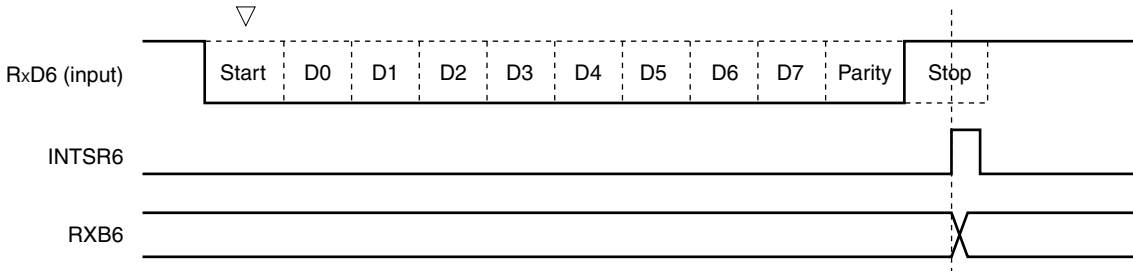 RxD6 (input) Start D0 D1 D2 D3 D4 D5 D6 D7 Parity Stop
INTSR6
RXB6